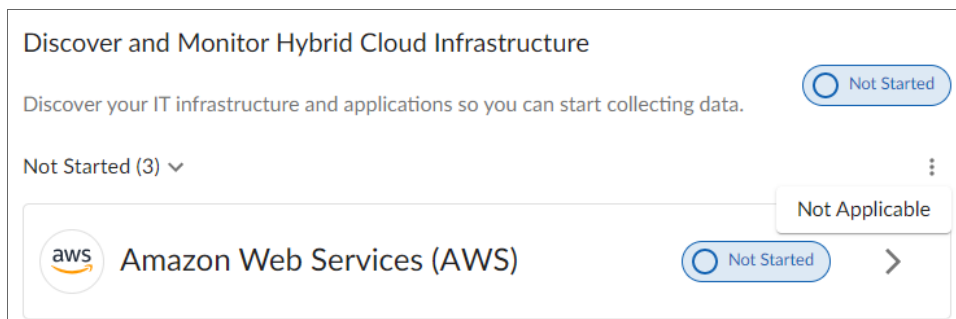 Discover and Monitor Hybrid Cloud Infrastructure
Not Started
Discover your IT infrastructure and applications so you can start collecting data.
Not Started (3)
Not Applicable
aws
Amazon Web Services (AWS)
Not Started